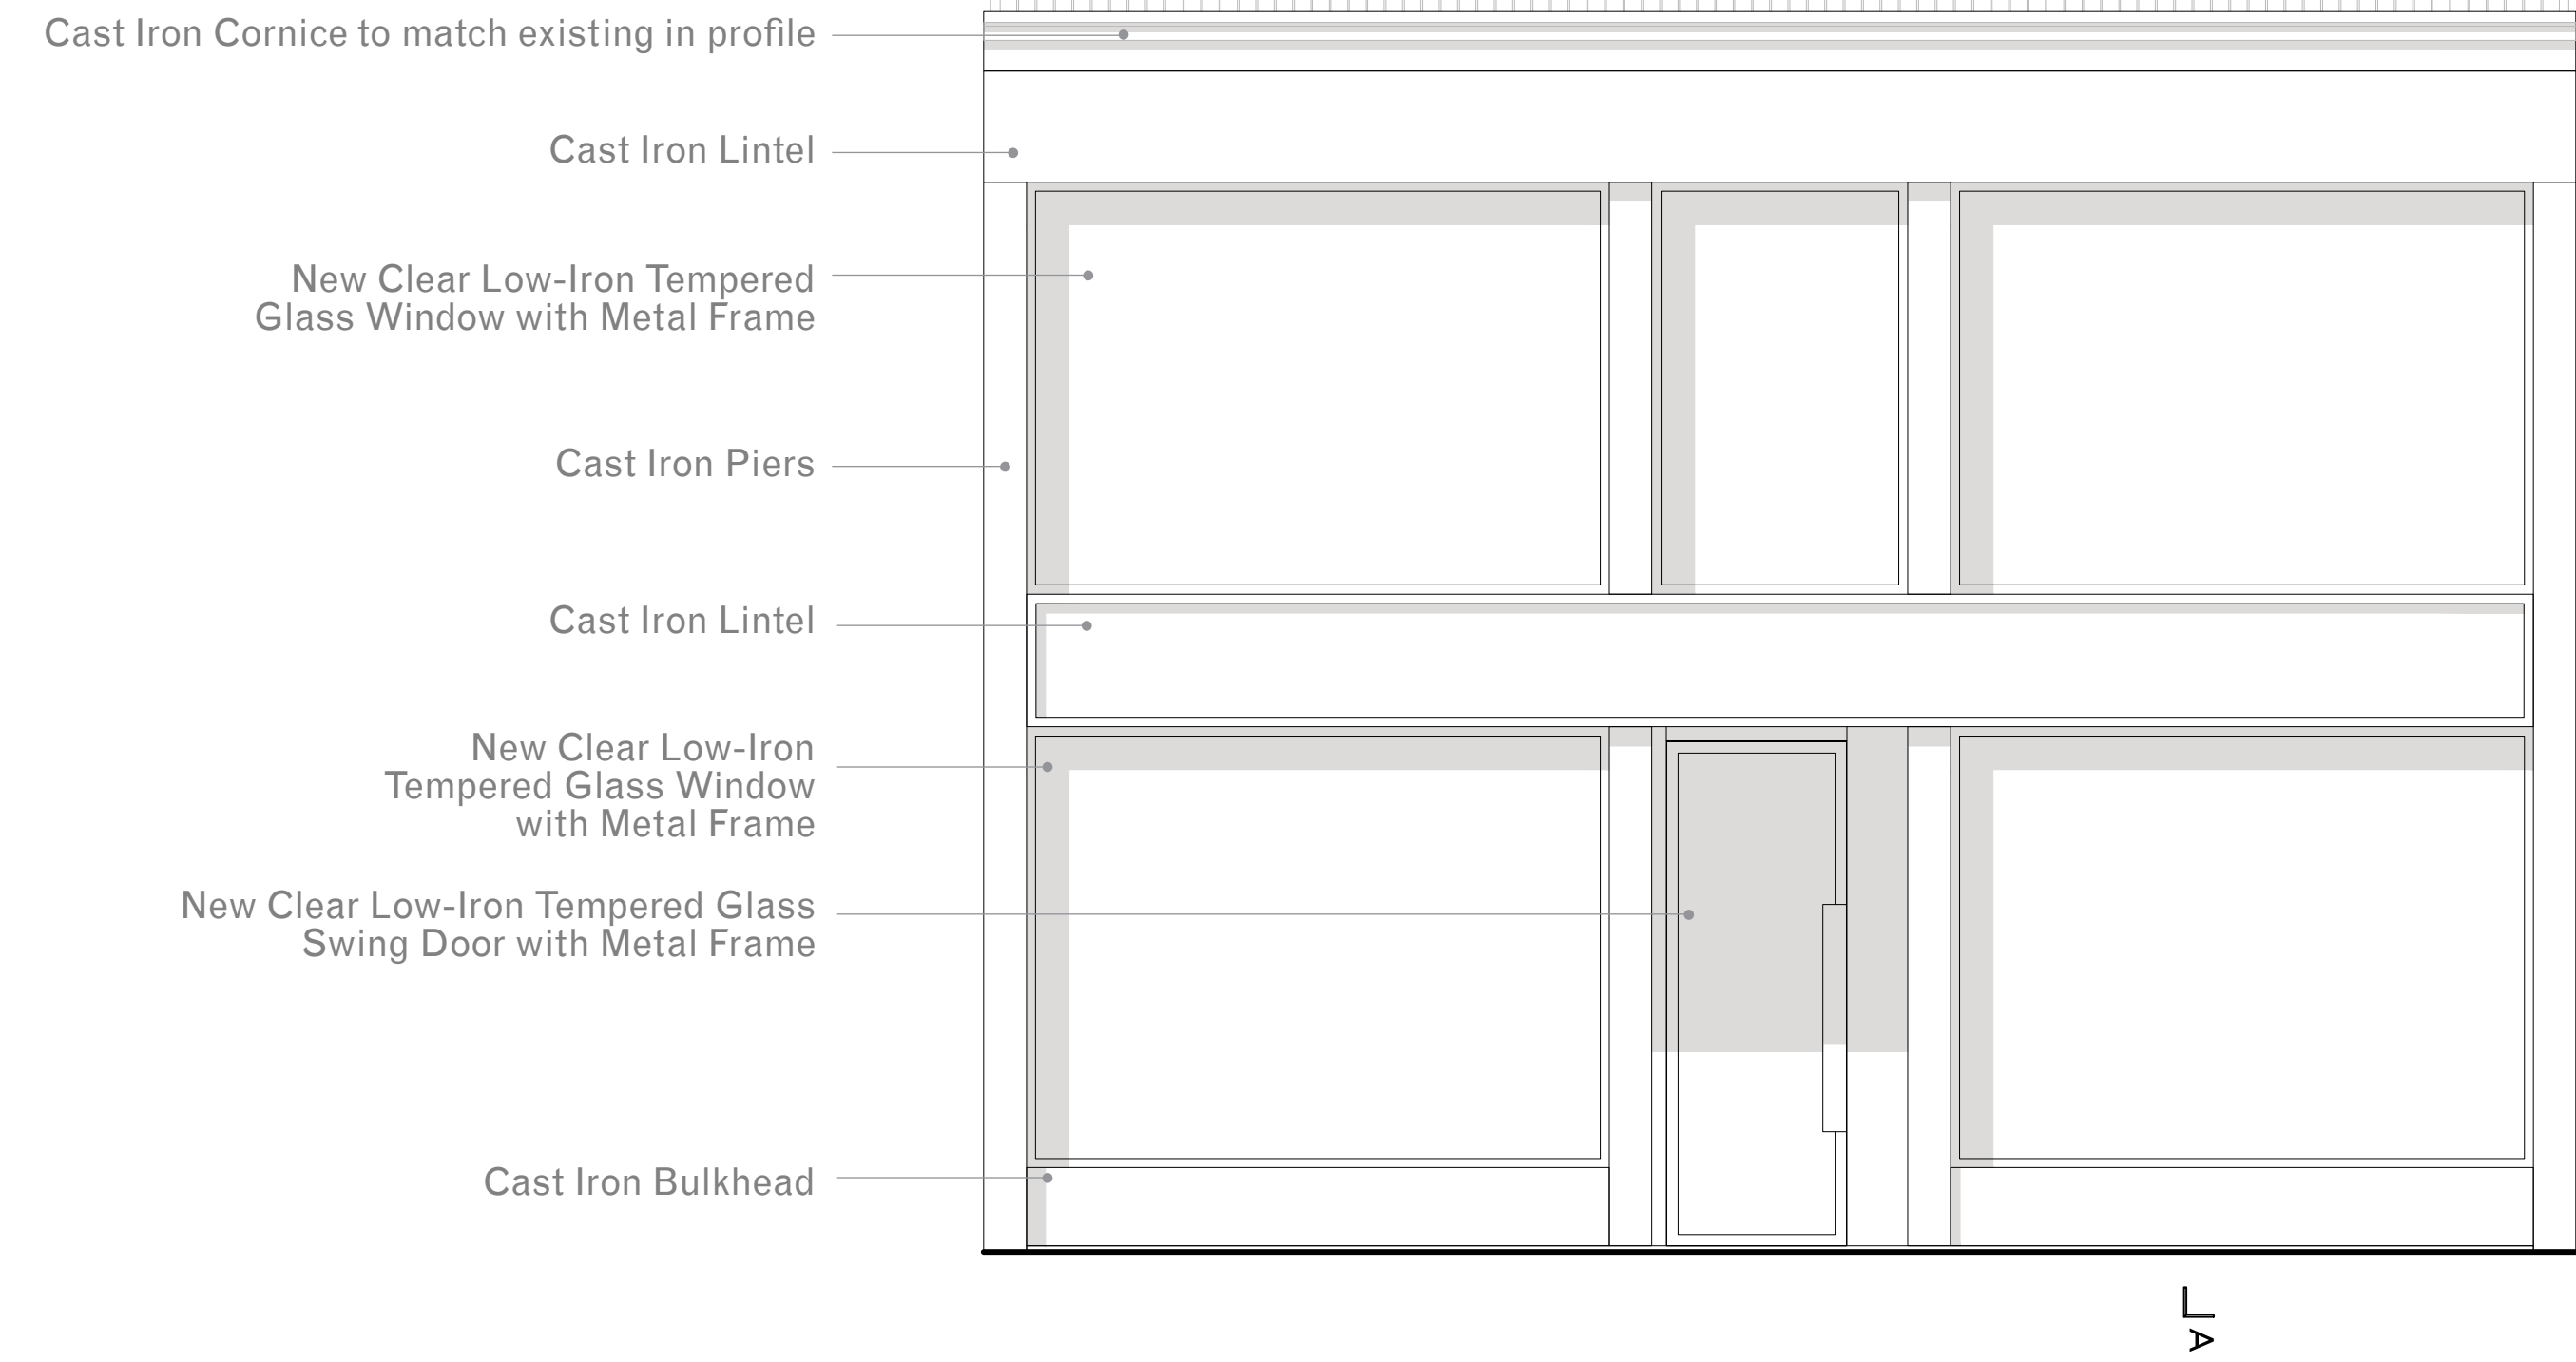 Cast Iron Cornice to match existing in profile
Cast Iron Lintel
New Clear Low-Iron Tempered
Glass Window with Metal Frame
Cast Iron Piers
Cast Iron Lintel
New Clear Low-Iron
Tempered Glass Window
with Metal Frame
New Clear Low-Iron Tempered Glass
Swing Door with Metal Frame
Cast Iron Bulkhead
A